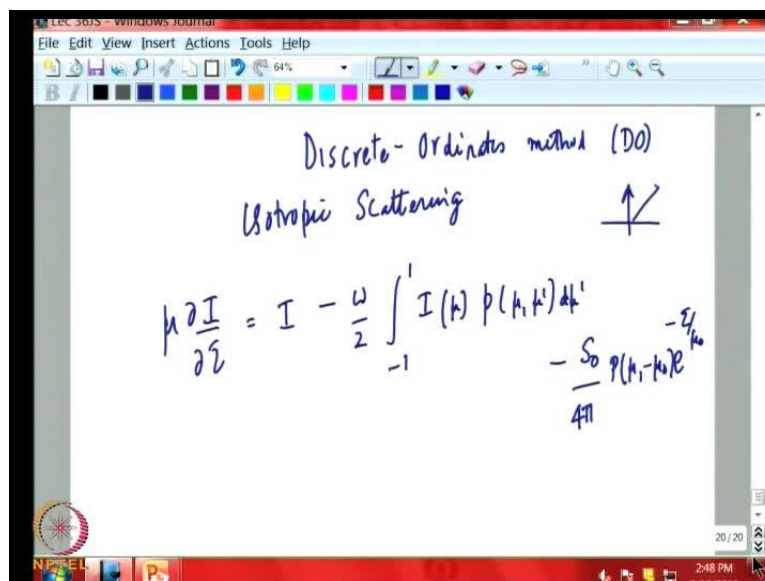 Lec 36JS - Windows Journal
File Edit View Insert Actions Tools Help
64%
B I
Discrete-Ordinates method (DO)
Isotropic Scattering
μ ∂I/∂τ = I - ω/2 ∫_{-1}^{1} I(μ) p(μ, μ') dμ'
- S₀/4π P(μ, -μ₀) e^{-τ/μ₀}
20 / 20
NPTEL
2:48 PM